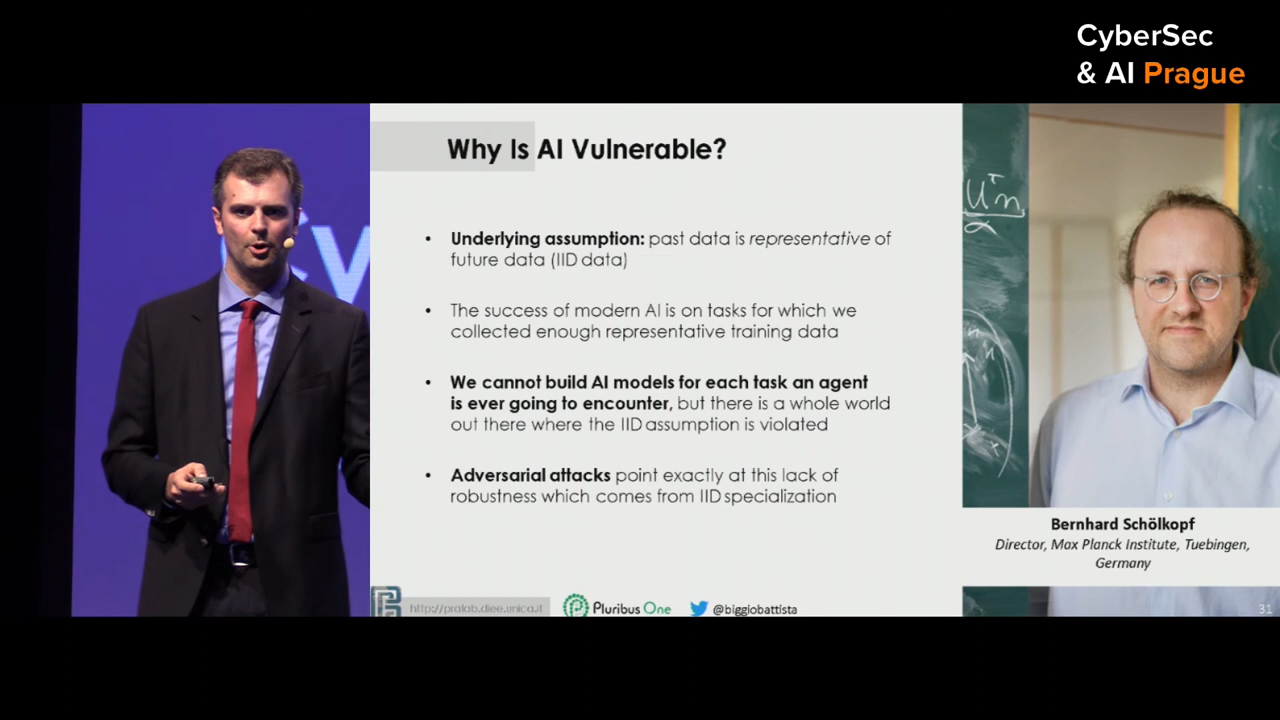 CyberSec
& AI Prague
Why Is AI Vulnerable?
• Underlying assumption: past data is representative of
future data (IID data)
• The success of modern AI is on tasks for which we
collected enough representative training data
• We cannot build AI models for each task an agent
is ever going to encounter, but there is a whole world
out there where the IID assumption is violated
• Adversarial attacks point exactly at this lack of
robustness which comes from IID specialization
Bernhard Schölkopf
Director, Max Planck Institute, Tuebingen,
Germany
http://pralab.diee.unica.it
Pluribus One
@biggiobattista
31